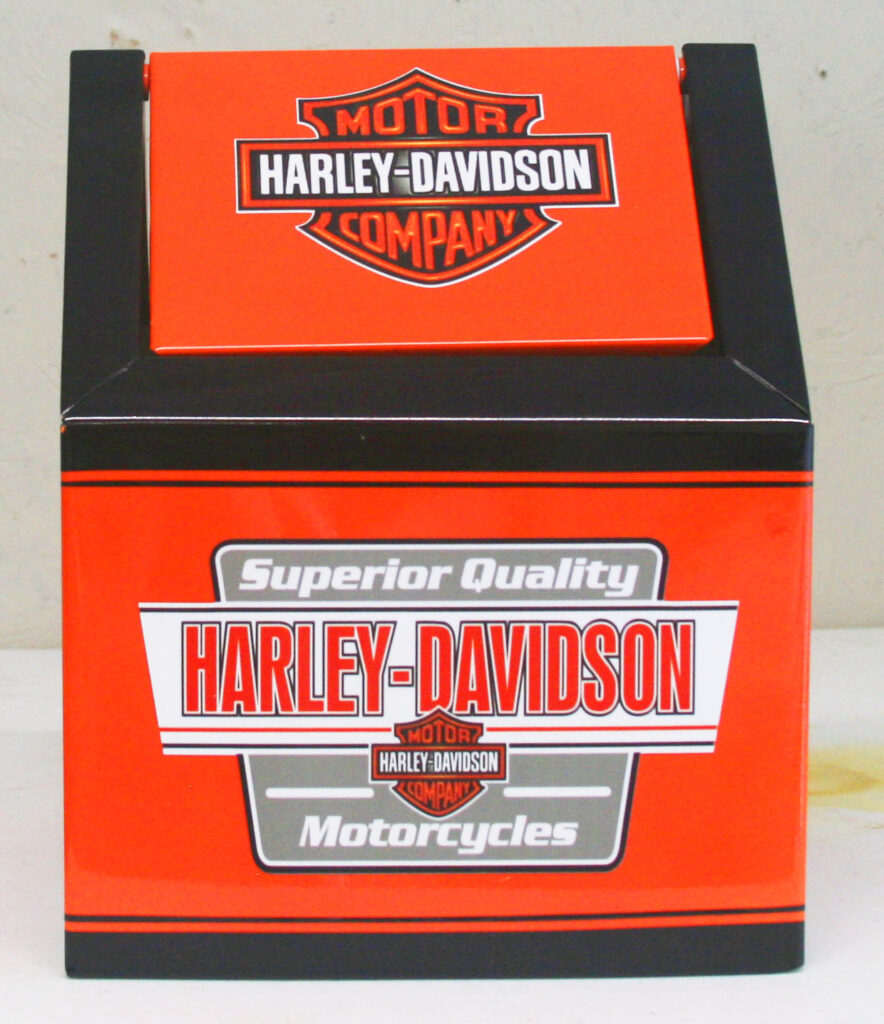 MOTOR
HARLEY-DAVIDSON
COMPANY
Superior Quality
HARLEY-DAVIDSON
MOTOR
HARLEY-DAVIDSON
COMPANY
Motorcycles